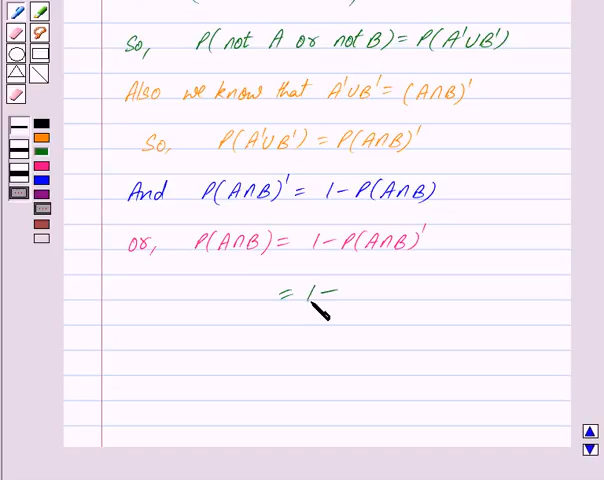 So, P(not A or not B) = P(A'∪B')
Also we know that A'∪B' = (A∩B)'
So, P(A'∪B') = P(A∩B)'
And P(A∩B)' = 1 - P(A∩B)
or, P(A∩B) = 1 - P(A∩B)'
= 1 -